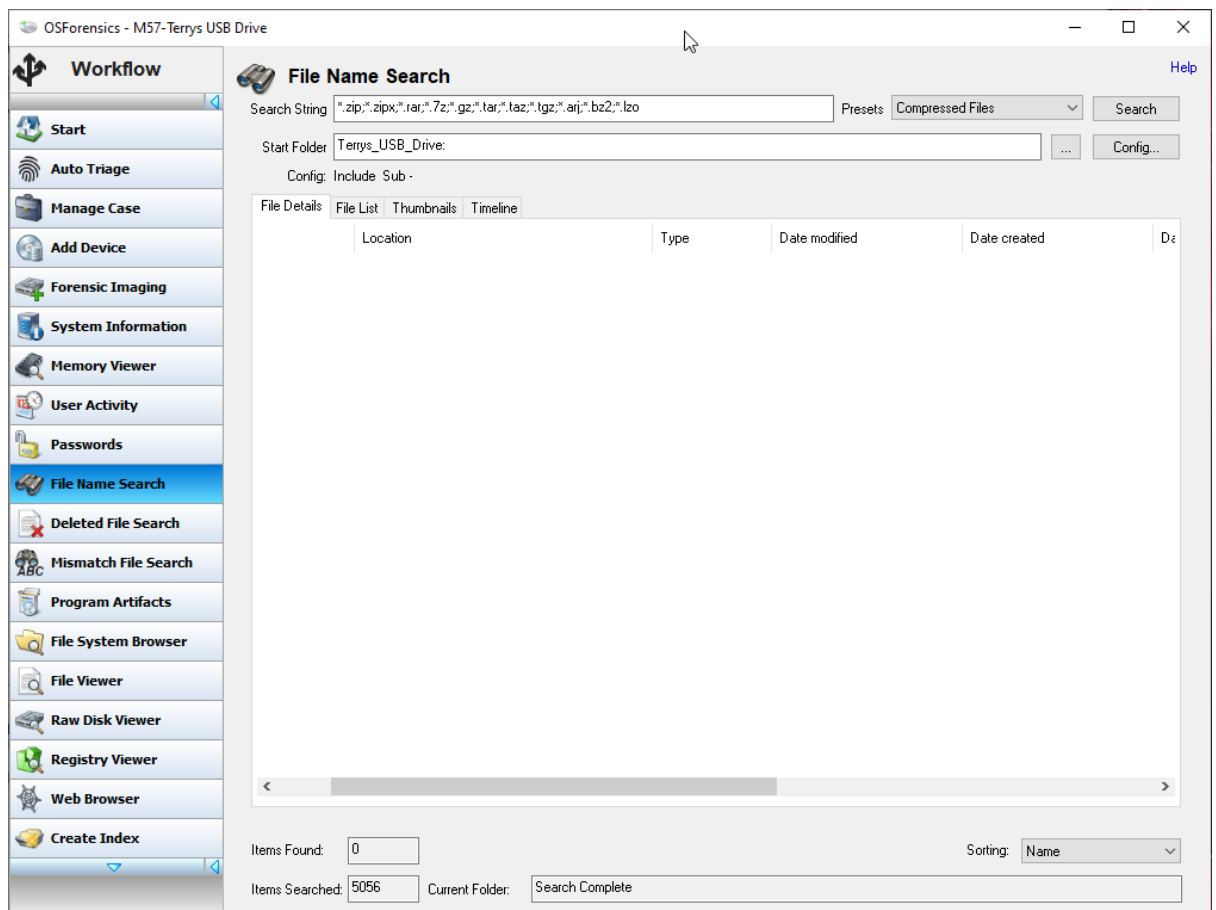 OSForensics - M57-Terrys USB Drive
Workflow
Start
Auto Triage
Manage Case
Add Device
Forensic Imaging
System Information
Memory Viewer
User Activity
Passwords
File Name Search
Deleted File Search
Mismatch File Search
Program Artifacts
File System Browser
File Viewer
Raw Disk Viewer
Registry Viewer
Web Browser
Create Index
File Name Search
Help
Search String *.zip;*.zipx;*.rar;*.7z;*.gz;*.tar;*.taz;*.tgz;*.arj;*.bz2;*.lzo Presets Compressed Files Search
Start Folder Terrys_USB_Drive: ... Config...
Config: Include Sub -
File Details File List Thumbnails Timeline
Location Type Date modified Date created Da
Items Found: 0 Sorting: Name
Items Searched: 5056 Current Folder: Search Complete